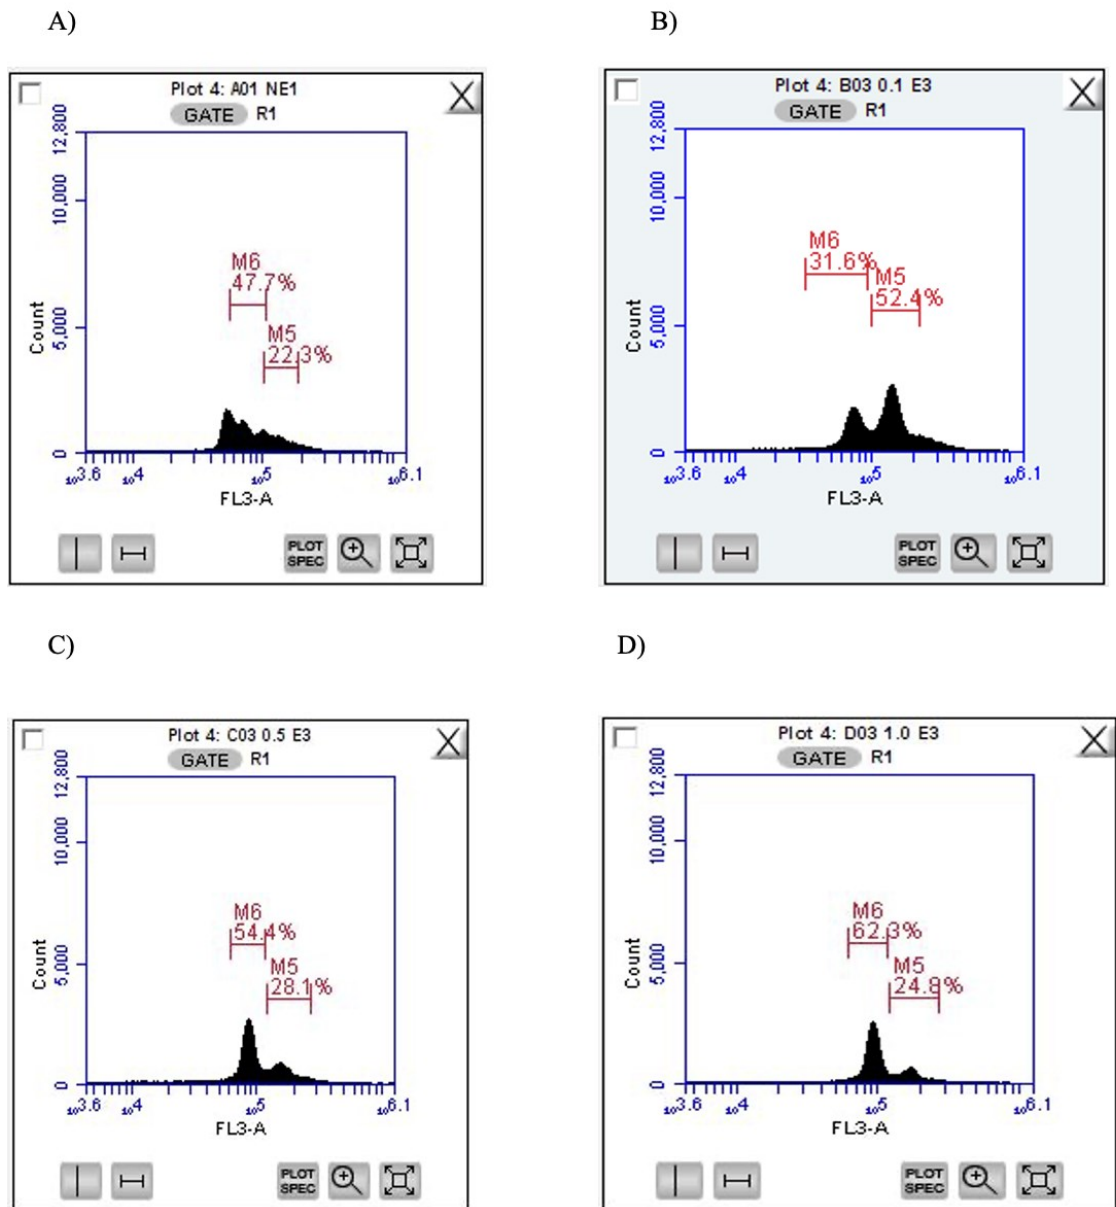 A)
B)
Plot 4: A01 NE1
GATE R1
12,800
10,000
5,000
0
Count
M6
47.7%
M5
22.3%
10^3.6 10^4 10^5 10^6.1
FL3-A
PLOT
SPEC
Plot 4: B03 0.1 E3
GATE R1
12,800
10,000
5,000
0
Count
M6
31.6%
M5
52.4%
10^3.6 10^4 10^5 10^6.1
FL3-A
PLOT
SPEC
C)
D)
Plot 4: C03 0.5 E3
GATE R1
12,800
10,000
5,000
0
Count
M6
54.4%
M5
28.1%
10^3.6 10^4 10^5 10^6.1
FL3-A
PLOT
SPEC
Plot 4: D03 1.0 E3
GATE R1
12,800
10,000
5,000
0
Count
M6
62.3%
M5
24.8%
10^3.6 10^4 10^5 10^6.1
FL3-A
PLOT
SPEC